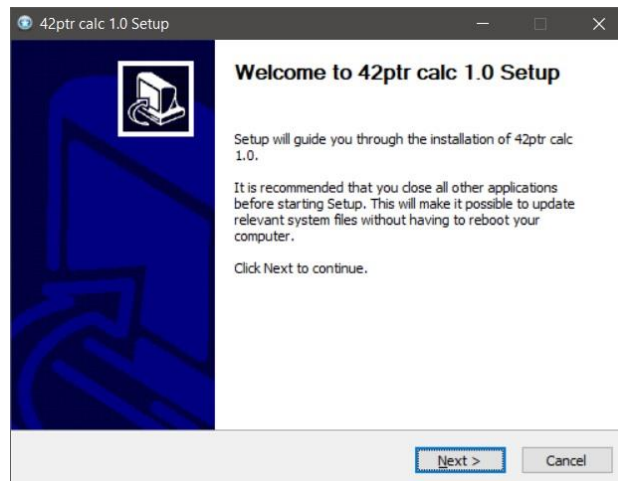 42ptr calc 1.0 Setup
Welcome to 42ptr calc 1.0 Setup
Setup will guide you through the installation of 42ptr calc
1.0.
It is recommended that you close all other applications
before starting Setup. This will make it possible to update
relevant system files without having to reboot your
computer.
Click Next to continue.
Next >
Cancel